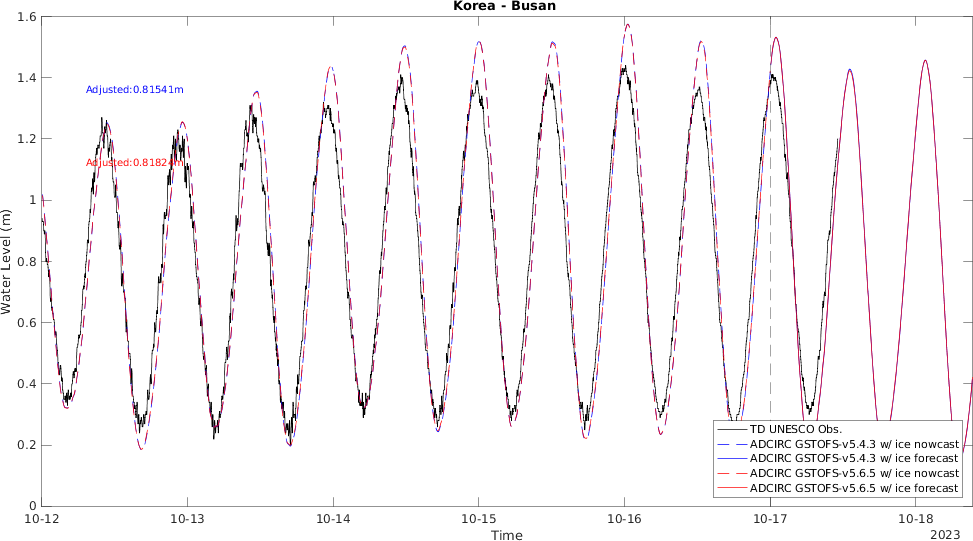 Korea - Busan
1.6
1.4
1.2
1
0.8
0.6
0.4
0.2
0
Water Level (m)
Adjusted:0.81541m
Adjusted:0.81824m
TD UNESCO Obs.
ADCIRC GSTOFS-v5.4.3 w/ ice nowcast
ADCIRC GSTOFS-v5.4.3 w/ ice forecast
ADCIRC GSTOFS-v5.6.5 w/ ice nowcast
ADCIRC GSTOFS-v5.6.5 w/ ice forecast
10-12 10-13 10-14 10-15 10-16 10-17 10-18
Time
2023